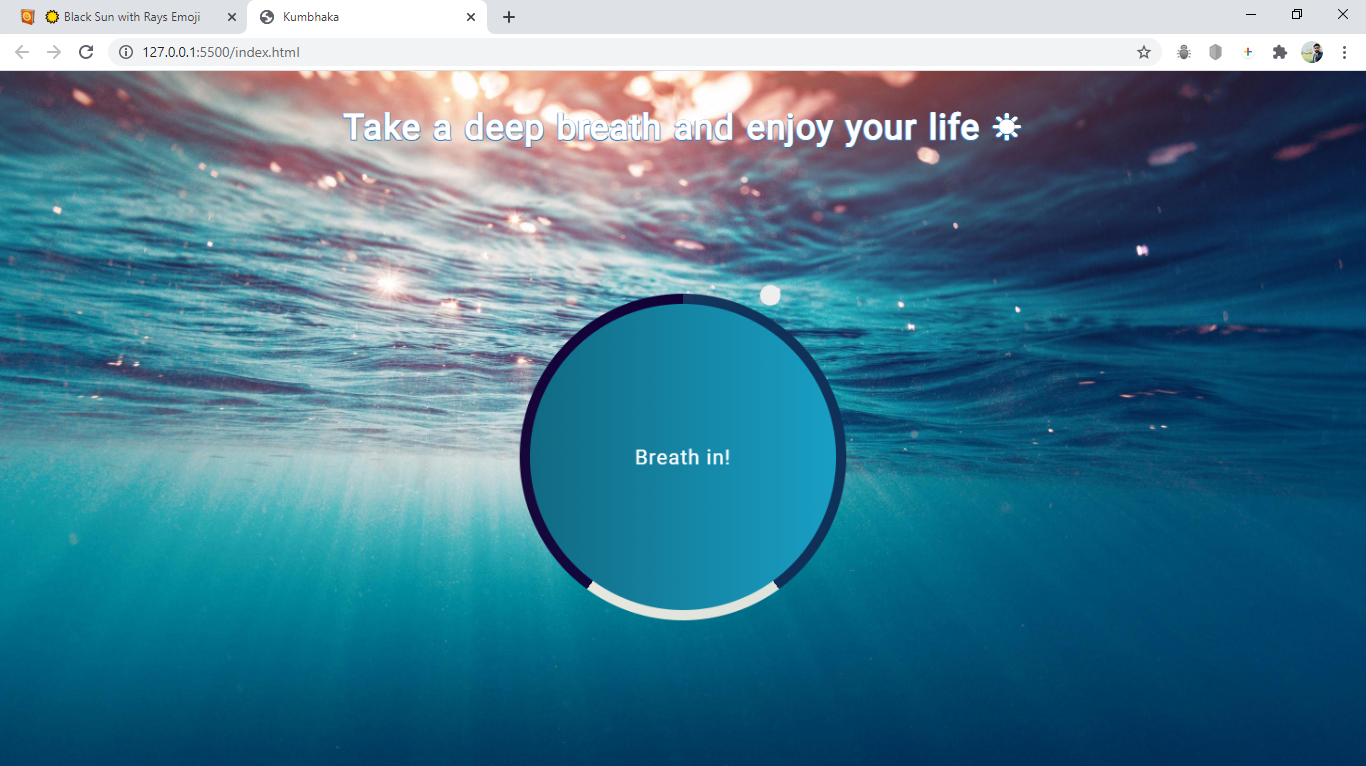 Black Sun with Rays Emoji
Kumbhaka
127.0.0.1:5500/index.html
Take a deep breath and enjoy your life ☀
Breath in!